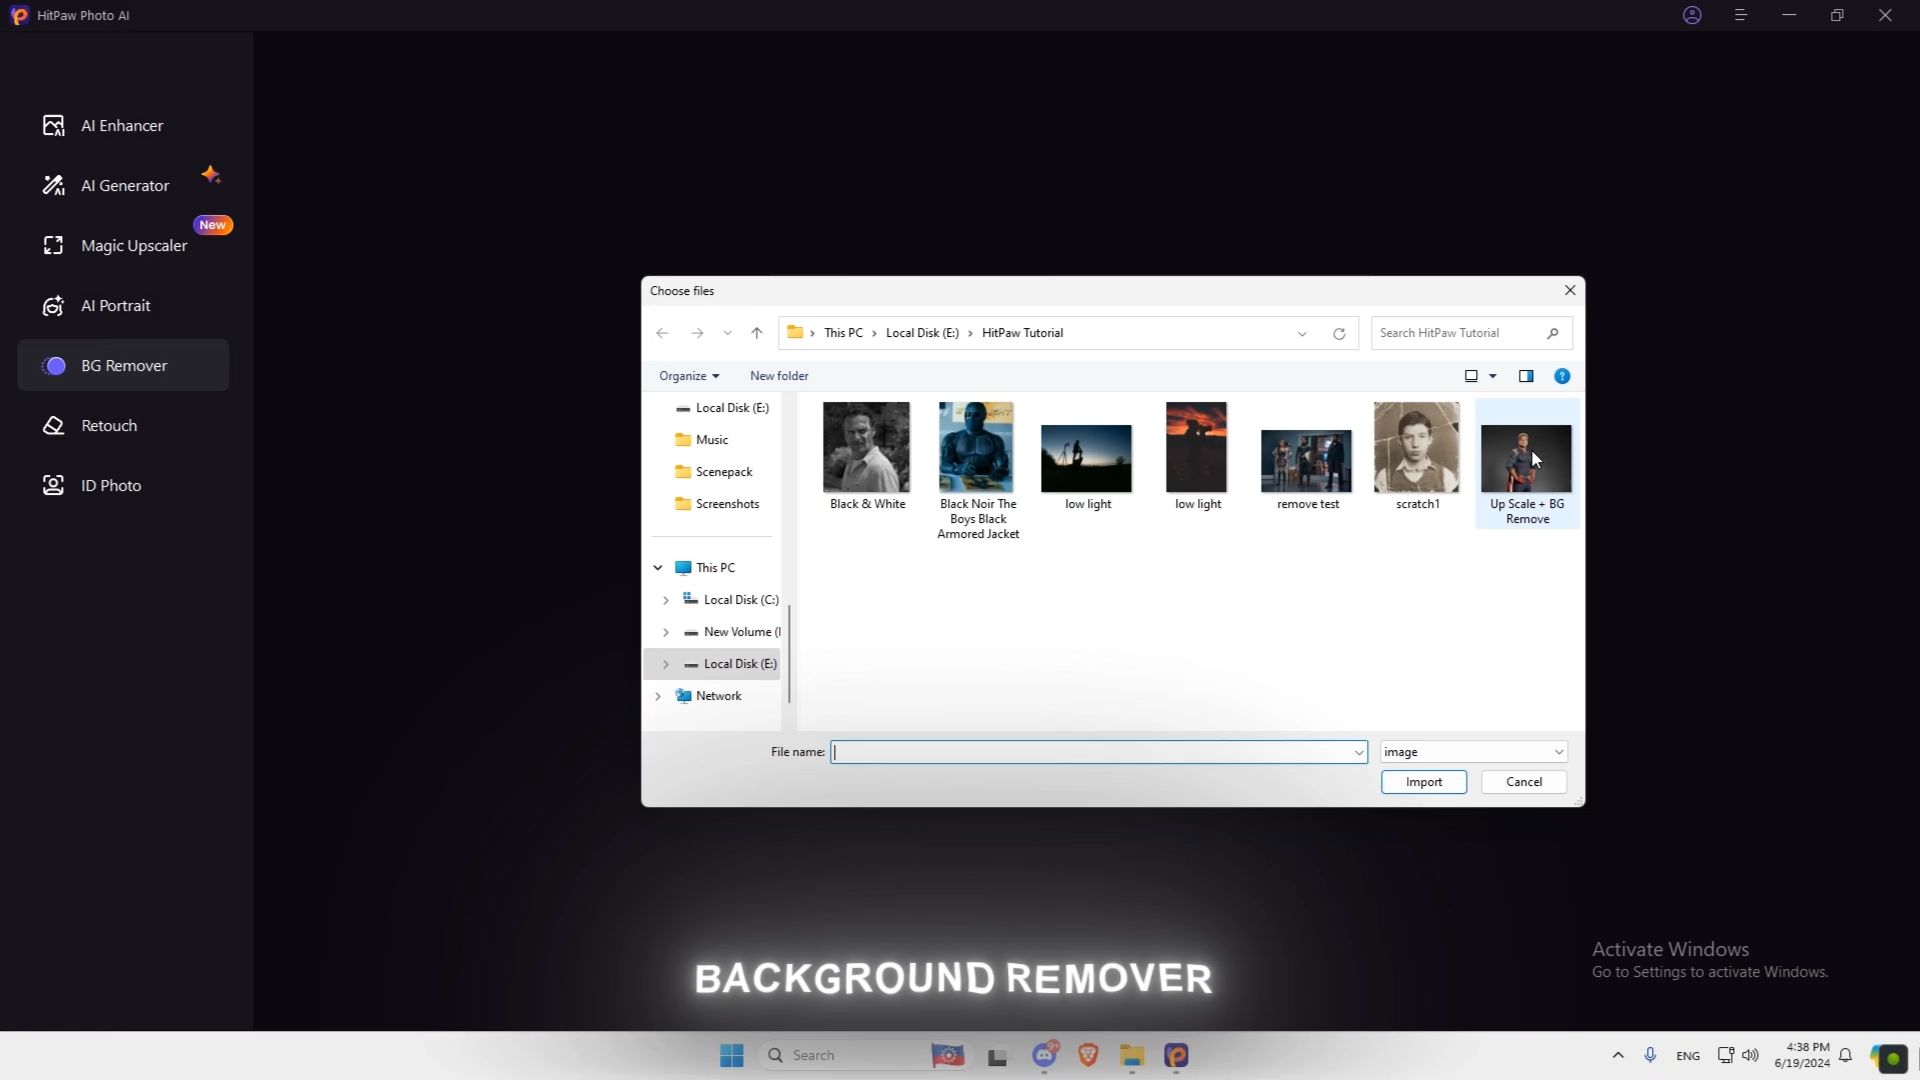 HitPaw Photo AI
AI Enhancer
AI Generator
New
Magic Upscaler
AI Portrait
BG Remover
Retouch
ID Photo
Choose files
This PC
Local Disk (E:)
HitPaw Tutorial
Search HitPaw Tutorial
Organize
New folder
Local Disk (E:)
Music
Scenepack
Screenshots
This PC
Local Disk (C:)
New Volume (
Local Disk (E:)
Network
Black & White
Black Noir The
Boys Black
Armored Jacket
low light
low light
remove test
scratch1
Up Scale + BG
Remove
File name:
image
Import
Cancel
BACKGROUND REMOVER
Activate Windows
Go to Settings to activate Windows.
Search
9+
ENG
4:38 PM
6/19/2024